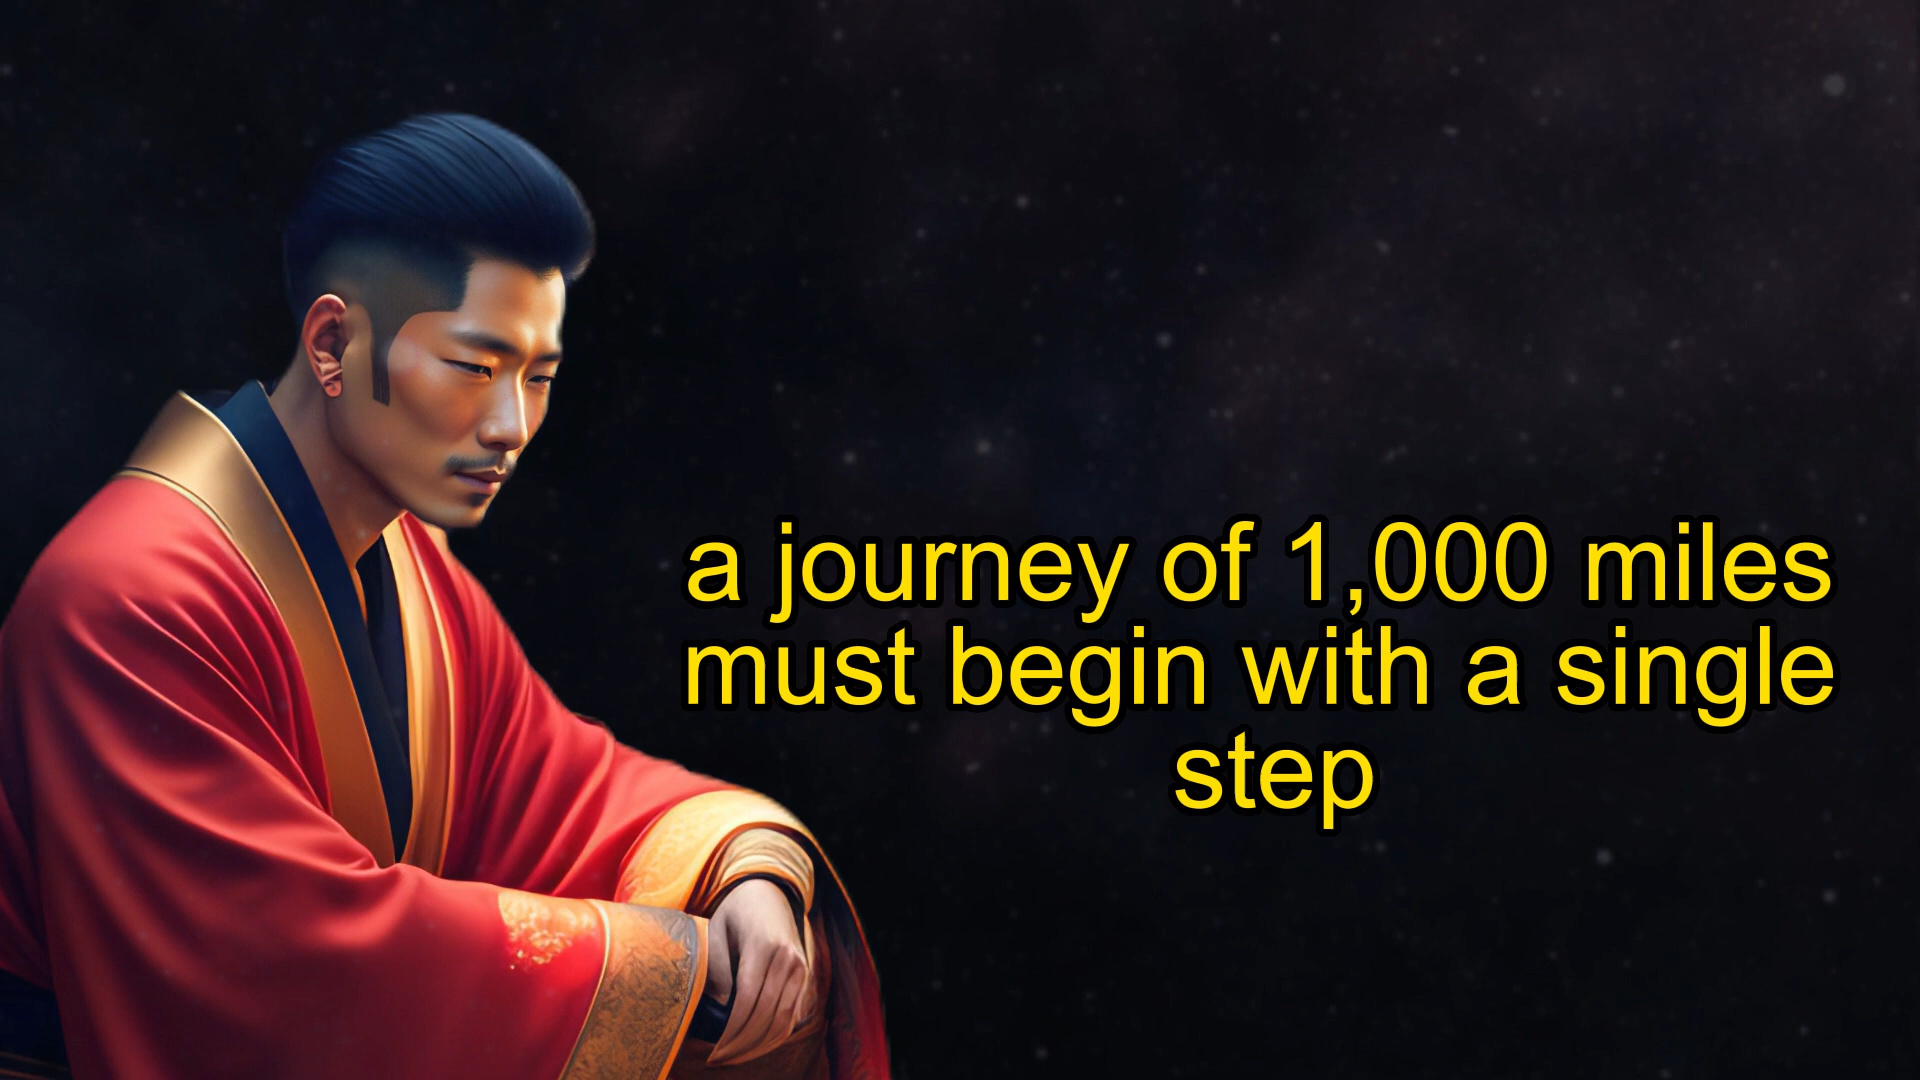 a journey of 1,000 miles
must begin with a single
step